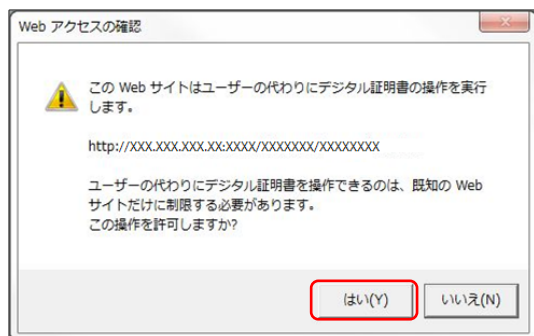 Web アクセスの確認
この Web サイトはユーザーの代わりにデジタル証明書の操作を実行
します。
http://XXX.XXX.XXX.XX:XXXX/XXXXXXX/XXXXXXXX
ユーザーの代わりにデジタル証明書を操作できるのは、既知の Web
サイトだけに制限する必要があります。
この操作を許可しますか?
はい(Y)
いいえ(N)